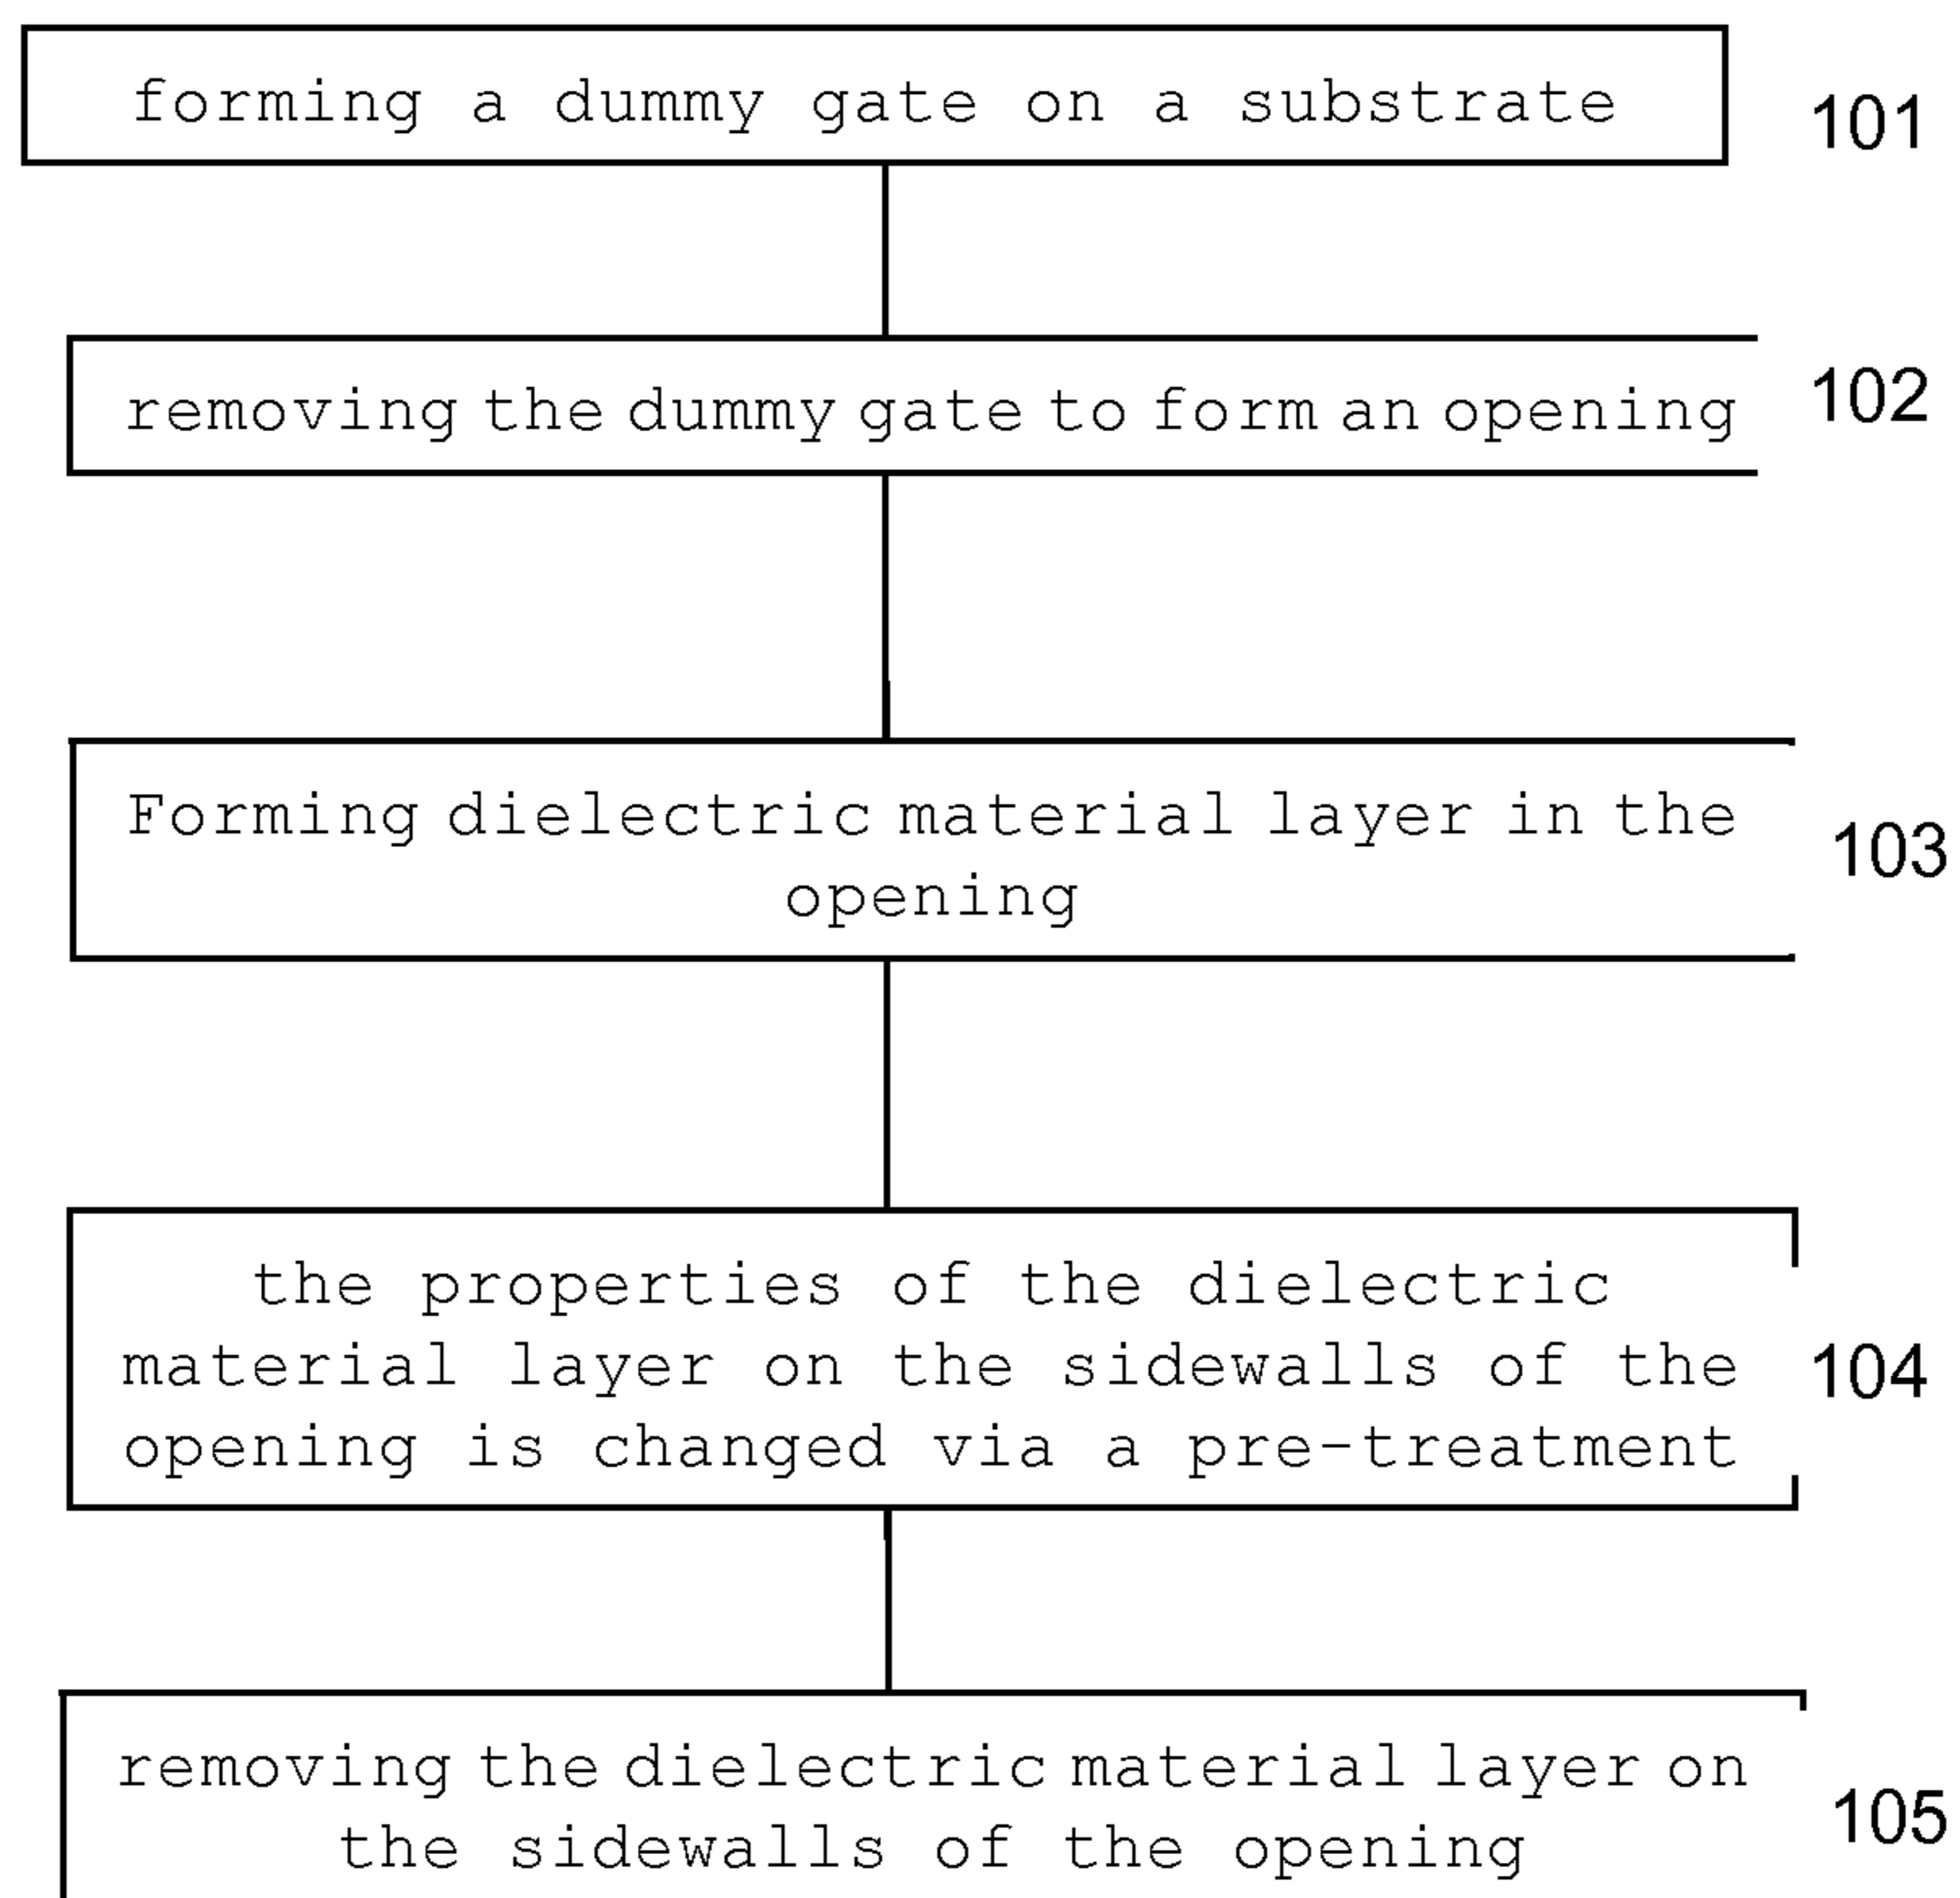 forming a dummy gate on a substrate
101
removing the dummy gate to form an opening
102
Forming dielectric material layer in the
opening
103
the properties of the dielectric
material layer on the sidewalls of the
opening is changed via a pre-treatment
104
removing the dielectric material layer on
the sidewalls of the opening
105